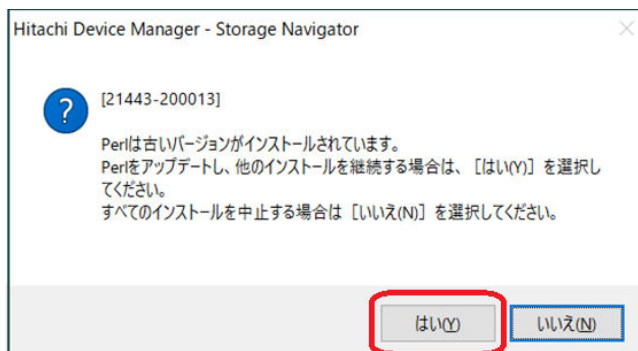 Hitachi Device Manager - Storage Navigator
[21443-200013]
Perlは古いバージョンがインストールされています。
Perlをアップデートし、他のインストールを継続する場合は、［はい(Y)］を選択し
てください。
すべてのインストールを中止する場合は［いいえ(N)］を選択してください。
はい(Y)
いいえ(N)